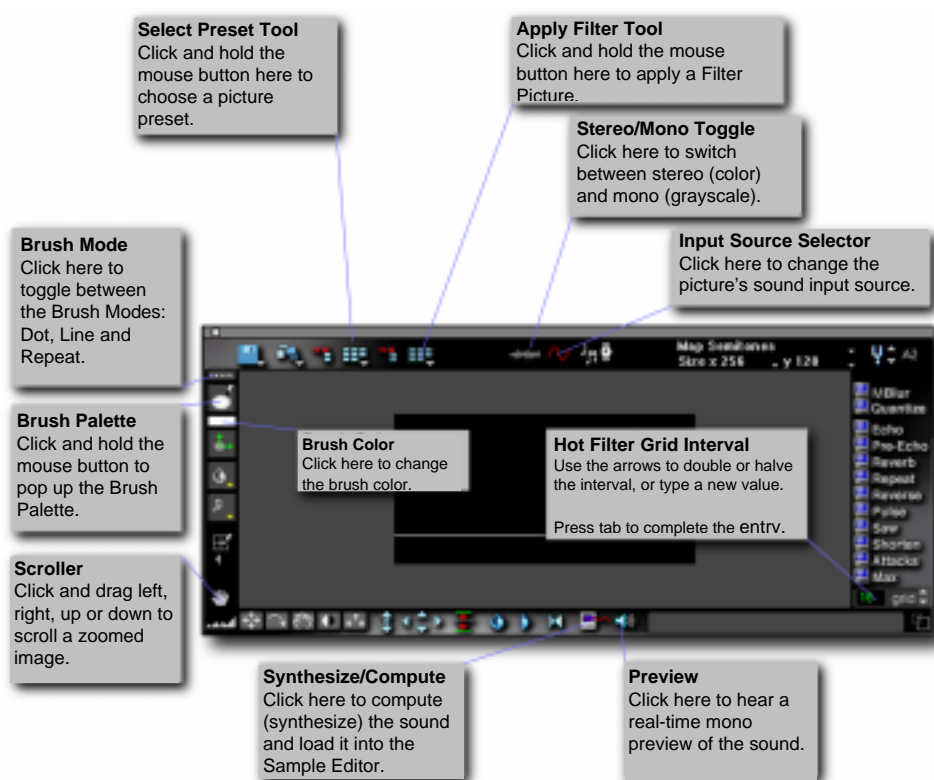 Select Preset Tool
Click and hold the
mouse button here to
choose a picture
preset.
Apply Filter Tool
Click and hold the mouse
button here to apply a Filter
Picture.
Stereo/Mono Toggle
Click here to switch
between stereo (color)
and mono (grayscale).
Input Source Selector
Click here to change the
picture's sound input source.
Brush Mode
Click here to
toggle between
the Brush Modes:
Dot, Line and
Repeat.
Map Semitones
Size x 256 y 128
A2
MBlur
Quantize
Echo
Pre-Echo
Reverb
Repeat
Reverse
Pulse
Saw
Shorten
Attacks
Max
16 grid
Brush Palette
Click and hold the
mouse button to
pop up the Brush
Palette.
Brush Color
Click here to change
the brush color.
Hot Filter Grid Interval
Use the arrows to double or halve
the interval, or type a new value.
Press tab to complete the entry.
4
Scroller
Click and drag left,
right, up or down to
scroll a zoomed
image.
Synthesize/Compute
Click here to compute
(synthesize) the sound
and load it into the
Sample Editor.
Preview
Click here to hear a
real-time mono
preview of the sound.